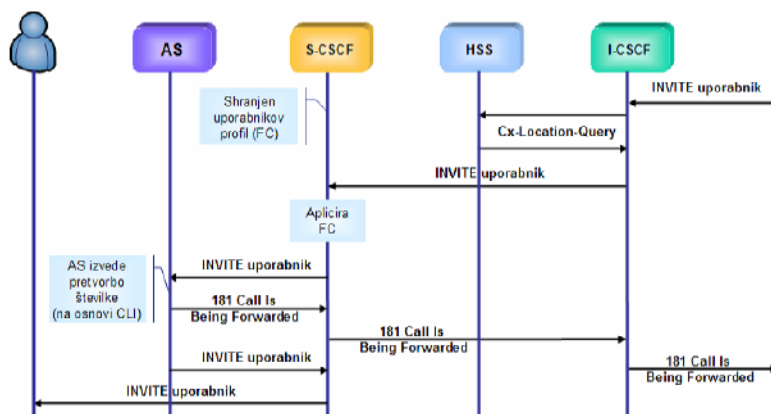 AS
S-CSCF
HSS
I-CSCF
INVITE uporabnik
Shranjen
uporabnikov
profil (FC)
Cx-Location-Query
INVITE uporabnik
Aplicira
FC
INVITE uporabnik
AS izvede
pretvorbo
številke
(na osnovi CLI)
181 Call Is
Being Forwarded
181 Call Is
Being Forwarded
INVITE uporabnik
181 Call Is
Being Forwarded
INVITE uporabnik